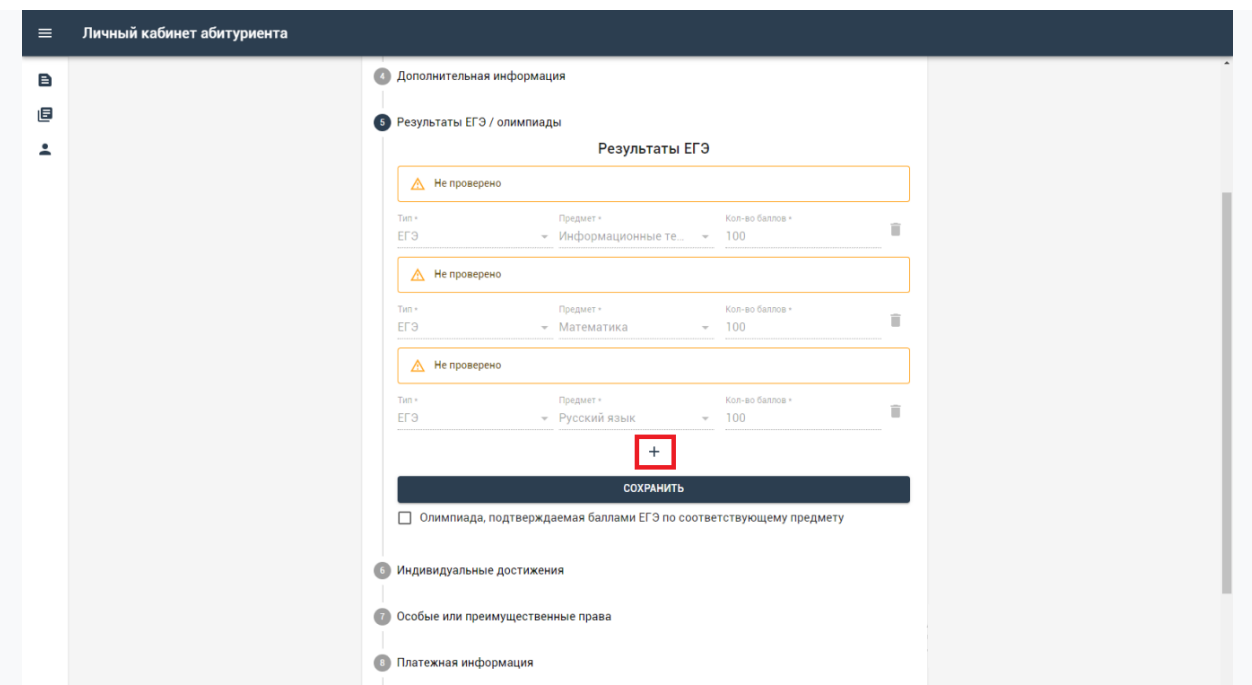 Личный кабинет абитуриента
4 Дополнительная информация
5 Результаты ЕГЭ / олимпиады
Результаты ЕГЭ
Не проверено
Тип * Предмет * Кол-во баллов *
ЕГЭ Информационные те... 100
Не проверено
Тип * Предмет * Кол-во баллов *
ЕГЭ Математика 100
Не проверено
Тип * Предмет * Кол-во баллов *
ЕГЭ Русский язык 100
+
СОХРАНИТЬ
Олимпиада, подтверждаемая баллами ЕГЭ по соответствующему предмету
6 Индивидуальные достижения
7 Особые или преимущественные права
8 Платежная информация